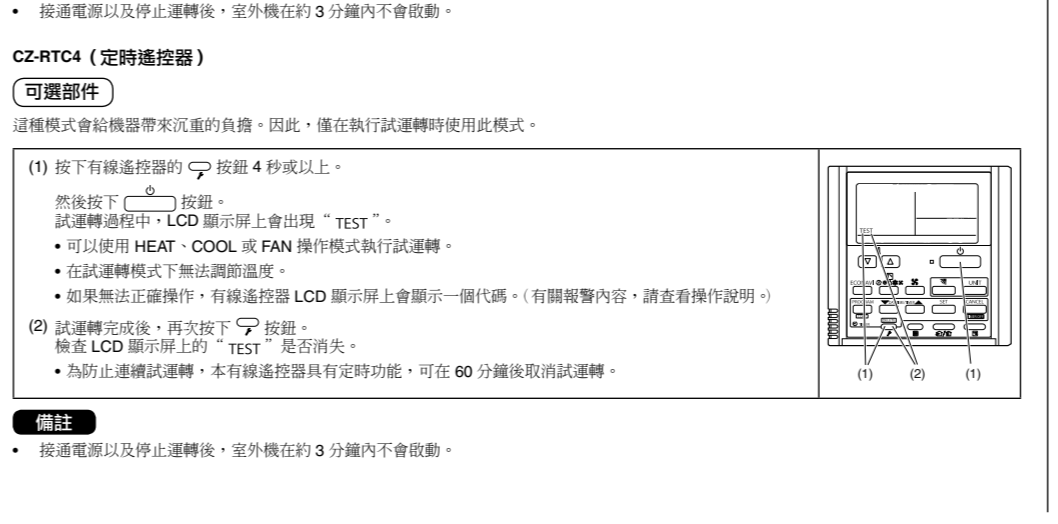 • 接通電源以及停止運轉後，室外機在約 3 分鐘內不會啟動。
CZ-RTC4（定時遙控器）
可選部件
這種模式會給機器帶來沉重的負擔。因此，僅在執行試運轉時使用此模式。
(1) 按下有線遙控器的 按鈕 4 秒或以上。
然後按下 按鈕。
試運轉過程中，LCD 顯示屏上會出現“ TEST ”。
• 可以使用 HEAT、COOL 或 FAN 操作模式執行試運轉。
• 在試運轉模式下無法調節溫度。
• 如果無法正確操作，有線遙控器 LCD 顯示屏上會顯示一個代碼。（有關報警內容，請查看操作說明。）
(2) 試運轉完成後，再次按下 按鈕。
檢查 LCD 顯示屏上的“ TEST ”是否消失。
• 為防止連續試運轉，本有線遙控器具有定時功能，可在 60 分鐘後取消試運轉。
TEST
UNIT
PROGRAM
SET
CANCEL
(1) (2) (1)
備註
• 接通電源以及停止運轉後，室外機在約 3 分鐘內不會啟動。